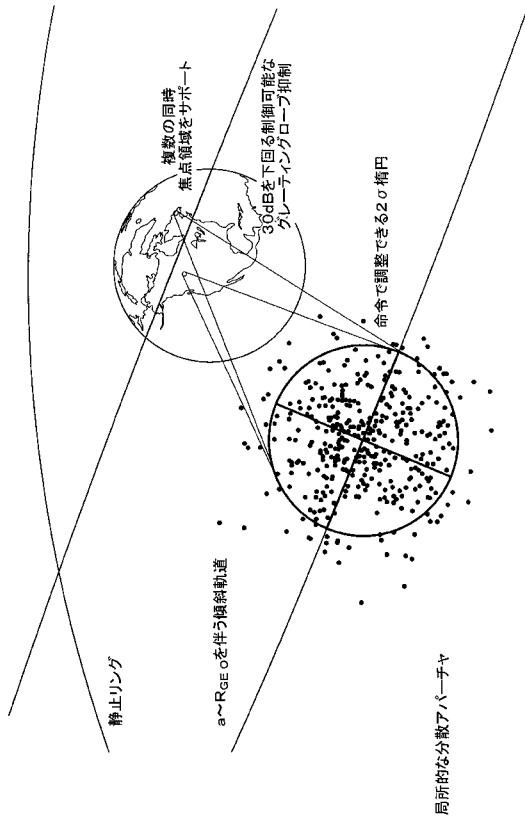 複数の同時
焦点領域をサポート
30dBを下回る制御可能な
グレーティングローブ抑制
命令で調整できる2σ楕円
静止リング
a～RGEOを伴う傾斜軌道
局所的な分散アパーチャ